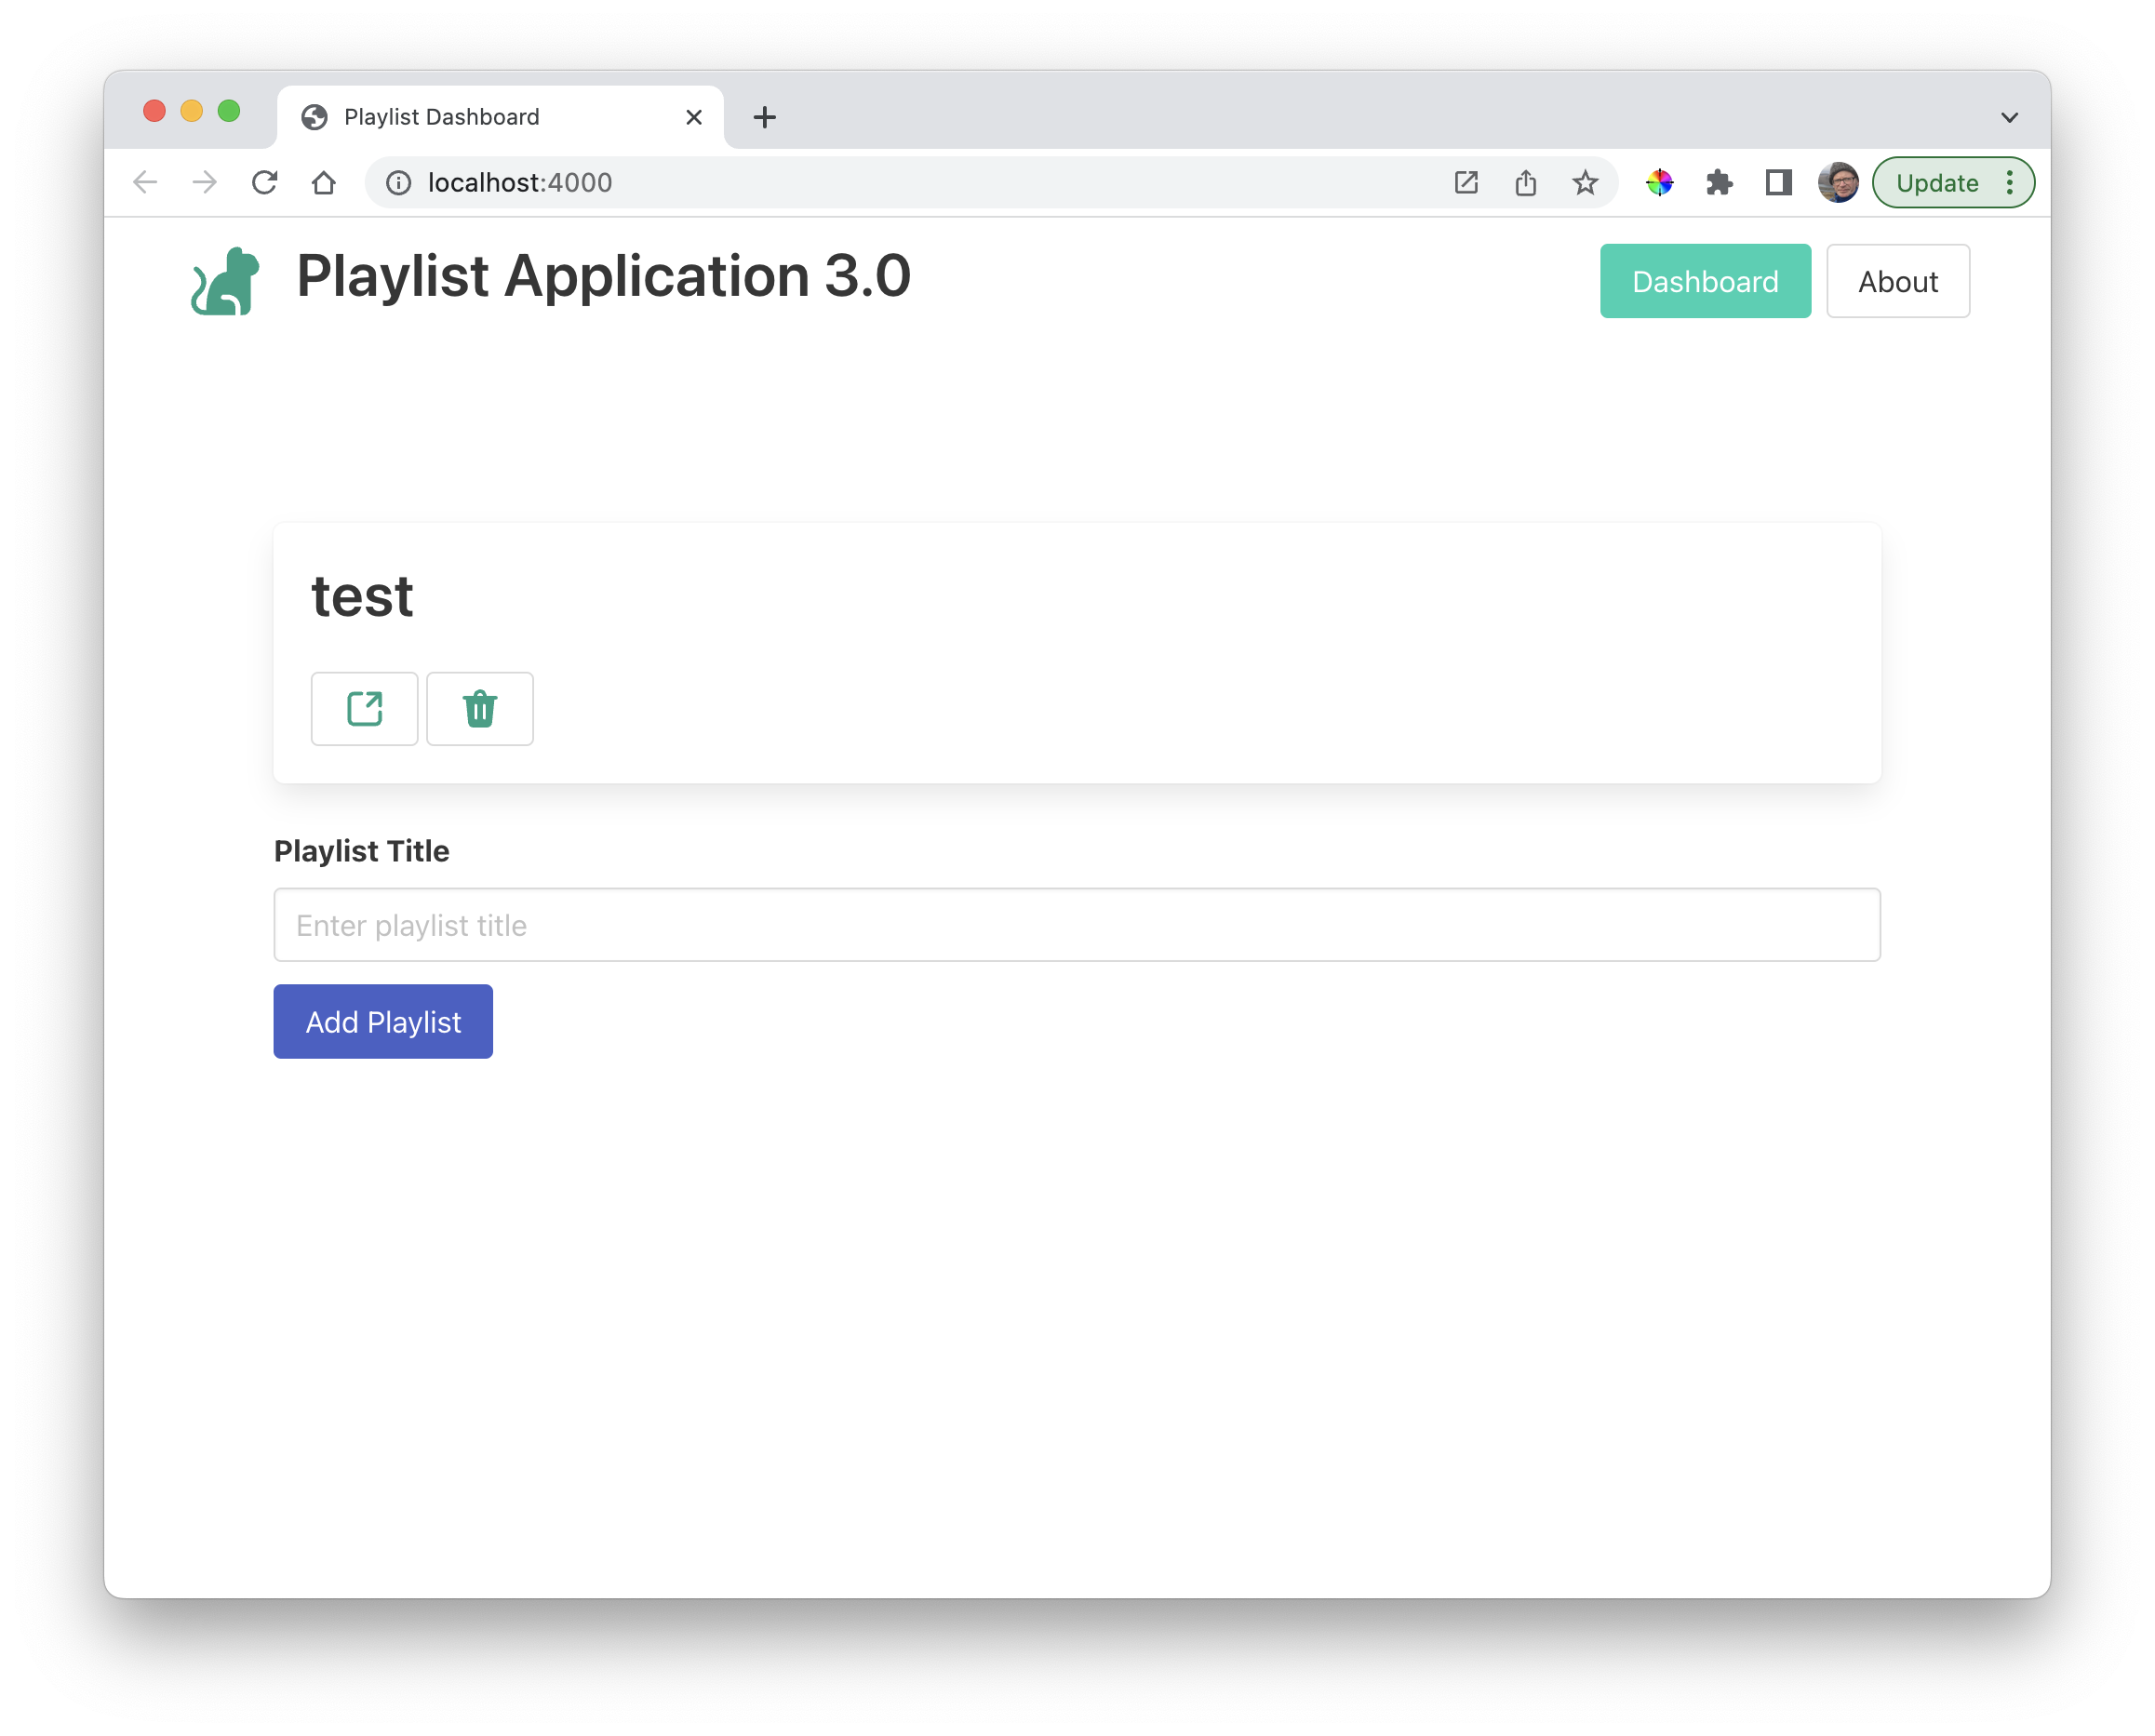 Playlist Dashboard
localhost:4000
Update
Playlist Application 3.0
Dashboard
About
test
Playlist Title
Enter playlist title
Add Playlist